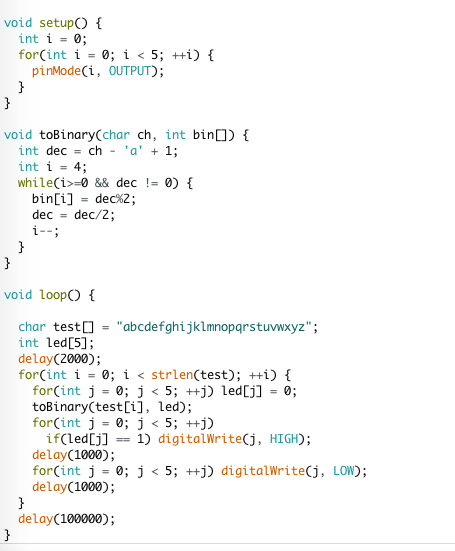 void setup() {
  int i = 0;
  for(int i = 0; i < 5; ++i) {
    pinMode(i, OUTPUT);
  }
}

void toBinary(char ch, int bin[]) {
  int dec = ch - 'a' + 1;
  int i = 4;
  while(i>=0 && dec != 0) {
    bin[i] = dec%2;
    dec = dec/2;
    i--;
  }
}

void loop() {

  char test[] = "abcdefghijklmnopqrstuvwxyz";
  int led[5];
  delay(2000);
  for(int i = 0; i < strlen(test); ++i) {
    for(int j = 0; j < 5; ++j) led[j] = 0;
    toBinary(test[i], led);
    for(int j = 0; j < 5; ++j)
      if(led[j] == 1) digitalWrite(j, HIGH);
    delay(1000);
    for(int j = 0; j < 5; ++j) digitalWrite(j, LOW);
    delay(1000);
  }
  delay(100000);
}